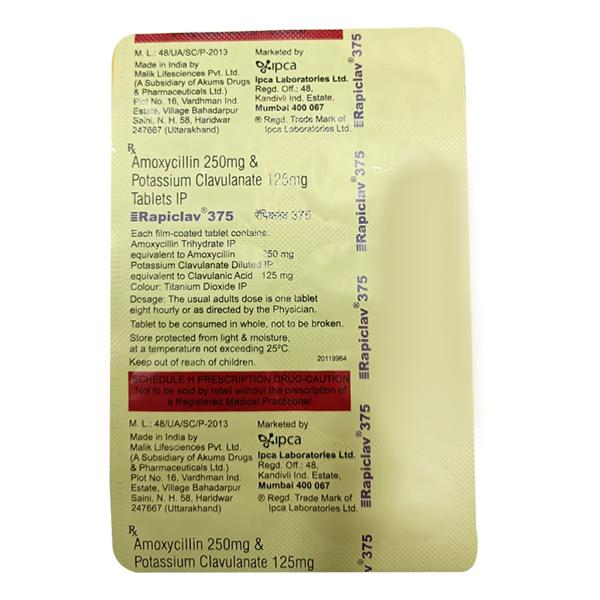 M. L.: 48/UA/SC/P-2013
Made in India by
Malik Lifesciences Pvt. Ltd.
(A Subsidiary of Akums Drugs
& Pharmaceuticals Ltd.)
Plot No. 16, Vardhman Ind.
Estate, Village Bahadarpur
Saini, N. H. 58, Haridwar
247667 (Uttarakhand)
Marketed by
ipca
Ipca Laboratories Ltd.
Regd. Off.: 48,
Kandivli Ind. Estate,
Mumbai 400 067
® Regd. Trade Mark of
Ipca Laboratories Ltd.
Rx
Amoxycillin 250mg &
Potassium Clavulanate 125mg
Tablets IP
Rapiclav® 375 रॅपिक्लॅव 375
Each film-coated tablet contains:
Amoxycillin Trihydrate IP
equivalent to Amoxycillin 250 mg
Potassium Clavulanate Diluted IP
equivalent to Clavulanic Acid 125 mg
Colour: Titanium Dioxide IP
Dosage: The usual adults dose is one tablet
eight hourly or as directed by the Physician.
Tablet to be consumed in whole, not to be broken.
Store protected from light & moisture,
at a temperature not exceeding 25°C.
Keep out of reach of children.
20119964
SCHEDULE H PRESCRIPTION DRUG-CAUTION
Not to be sold by retail without the prescription of
a Registered Medical Practitioner.
M. L.: 48/UA/SC/P-2013
Made in India by
Malik Lifesciences Pvt. Ltd.
(A Subsidiary of Akums Drugs
& Pharmaceuticals Ltd.)
Plot No. 16, Vardhman Ind.
Estate, Village Bahadarpur
Saini, N. H. 58, Haridwar
247667 (Uttarakhand)
Marketed by
ipca
Ipca Laboratories Ltd.
Regd. Off.: 48,
Kandivli Ind. Estate,
Mumbai 400 067
® Regd. Trade Mark of
Ipca Laboratories Ltd.
Rx
Amoxycillin 250mg &
Potassium Clavulanate 125mg
Rapiclav® 375
Rapiclav® 375
Rapiclav® 375
Rapiclav® 375
v® 375